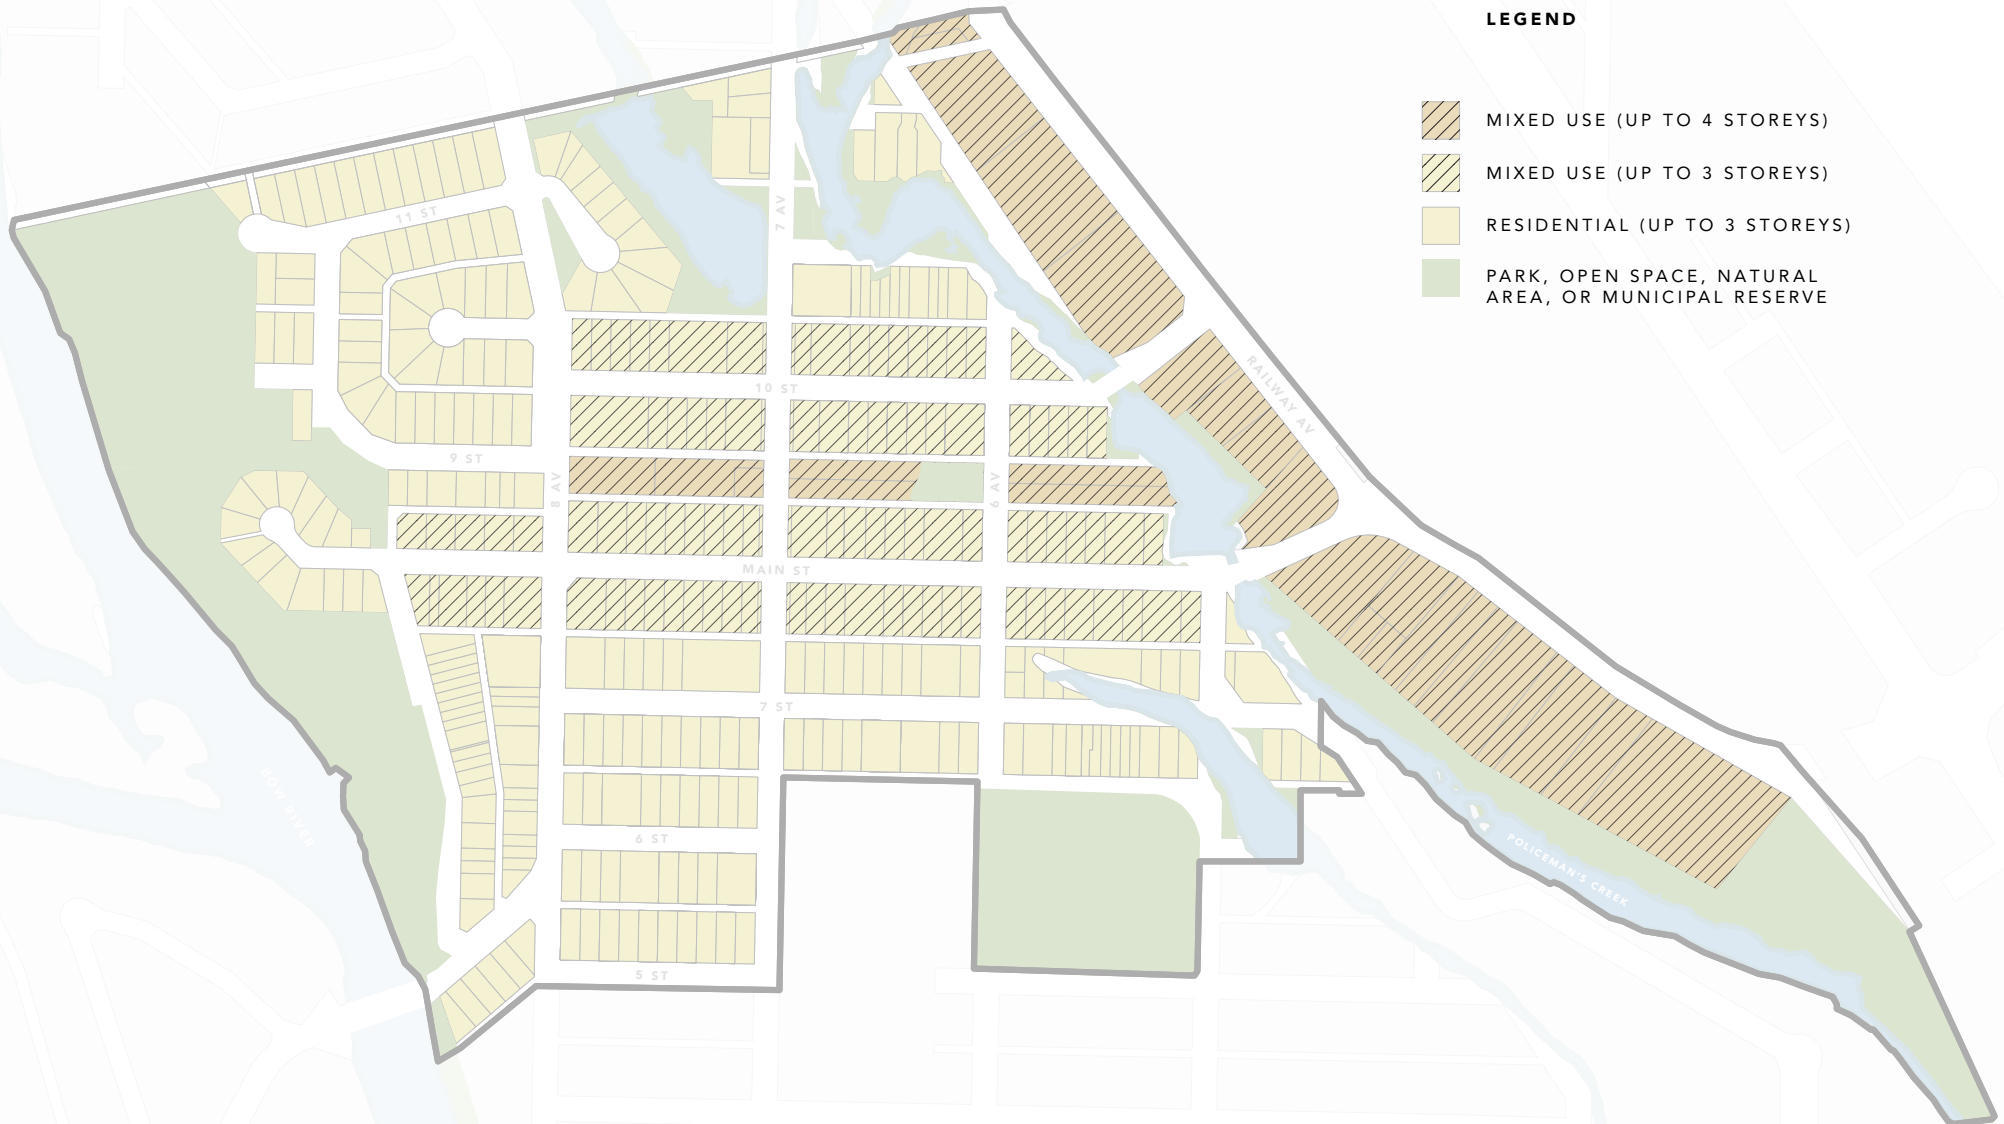 LEGEND
MIXED USE (UP TO 4 STOREYS)
MIXED USE (UP TO 3 STOREYS)
RESIDENTIAL (UP TO 3 STOREYS)
PARK, OPEN SPACE, NATURAL
AREA, OR MUNICIPAL RESERVE
11 ST
7 AV
10 ST
RAILWAY AV
9 ST
8 AV
6 AV
MAIN ST
7 ST
BOW RIVER
6 ST
POLICEMAN'S CREEK
5 ST